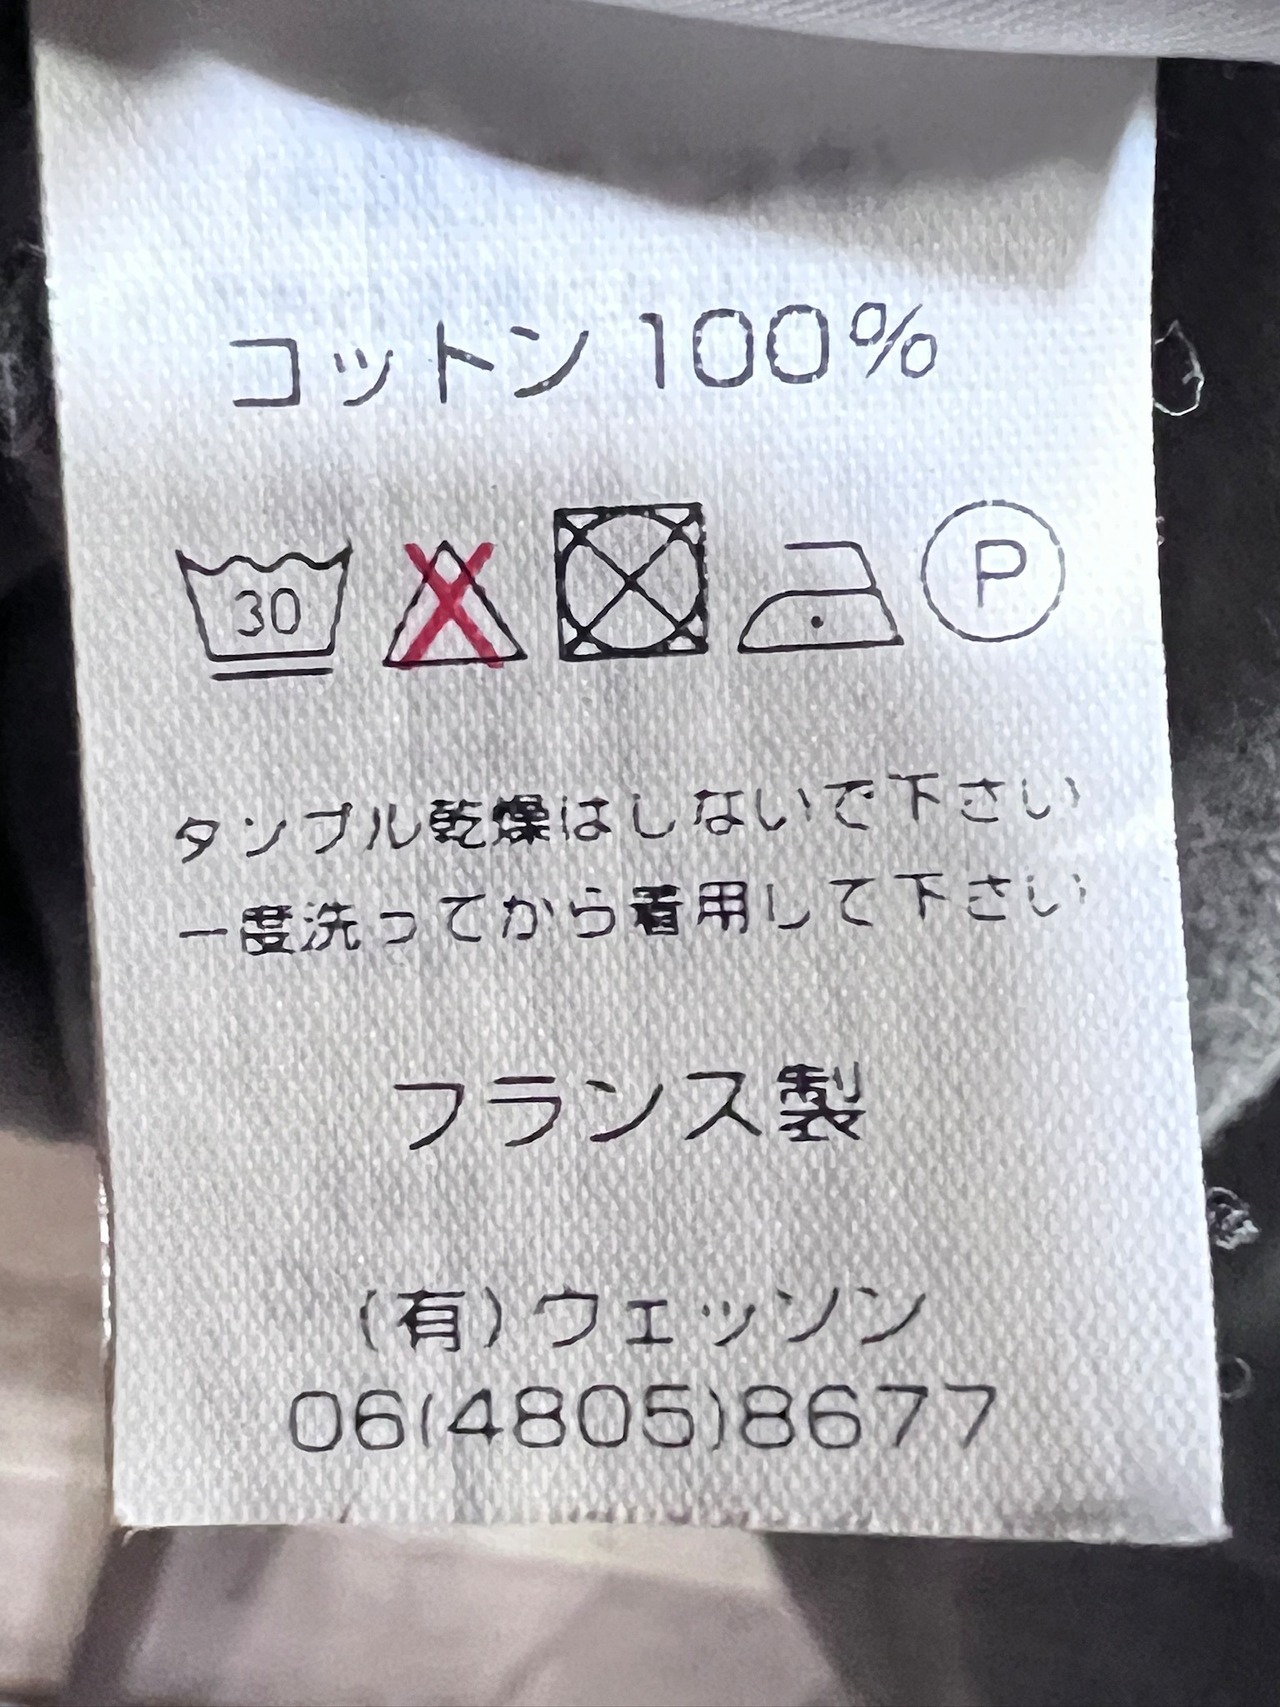 コットン100%
30
P
タンブル乾燥はしないで下さい
一度洗ってから着用して下さい
フランス製
(有)ウェッソン
06(4805)8677